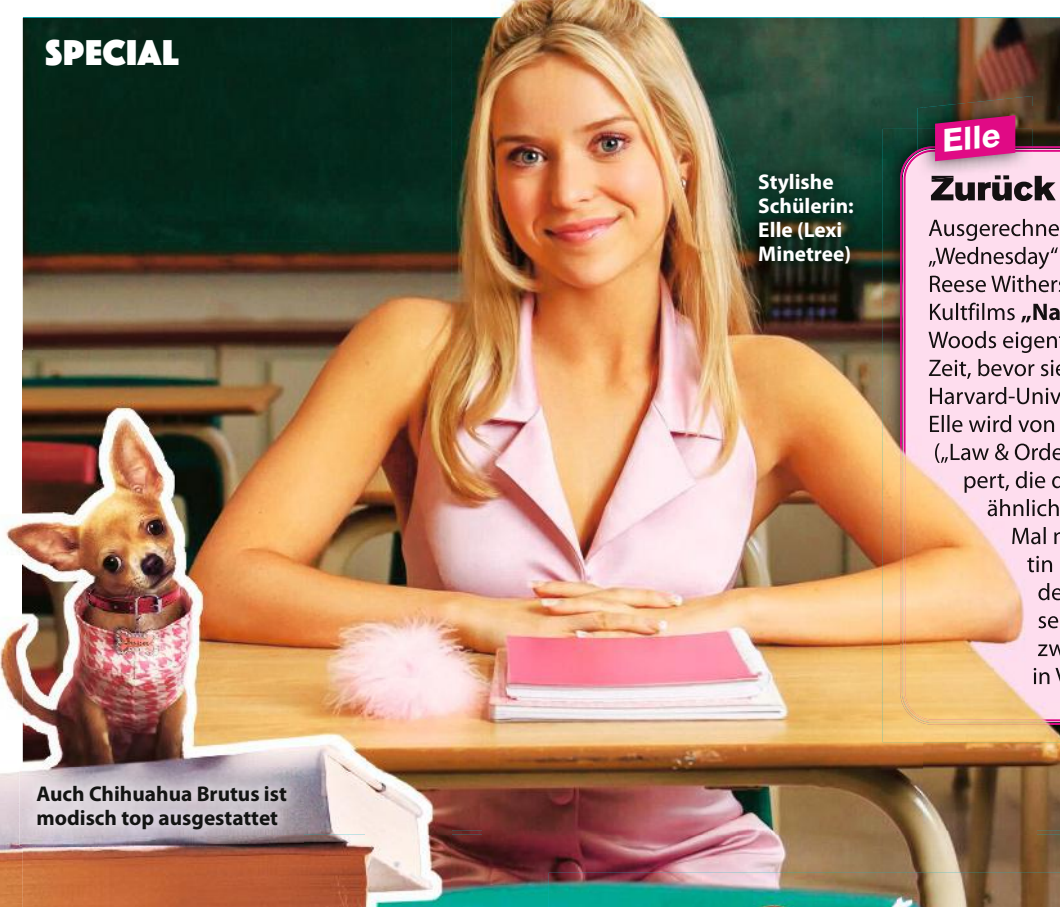 SPECIAL
Stylishe
Schülerin:
Elle (Lexi
Minetree)
Elle
Zurück
Ausgerechne
„Wednesday“
Reese Withers
Kultfilms „Na
Woods eigent
Zeit, bevor sie
Harvard-Univ
Elle wird von
(„Law & Orde
pert, die d
ähnlich
Mal n
tin
de
se
zw
in V
Auch Chihuahua Brutus ist
modisch top ausgestattet